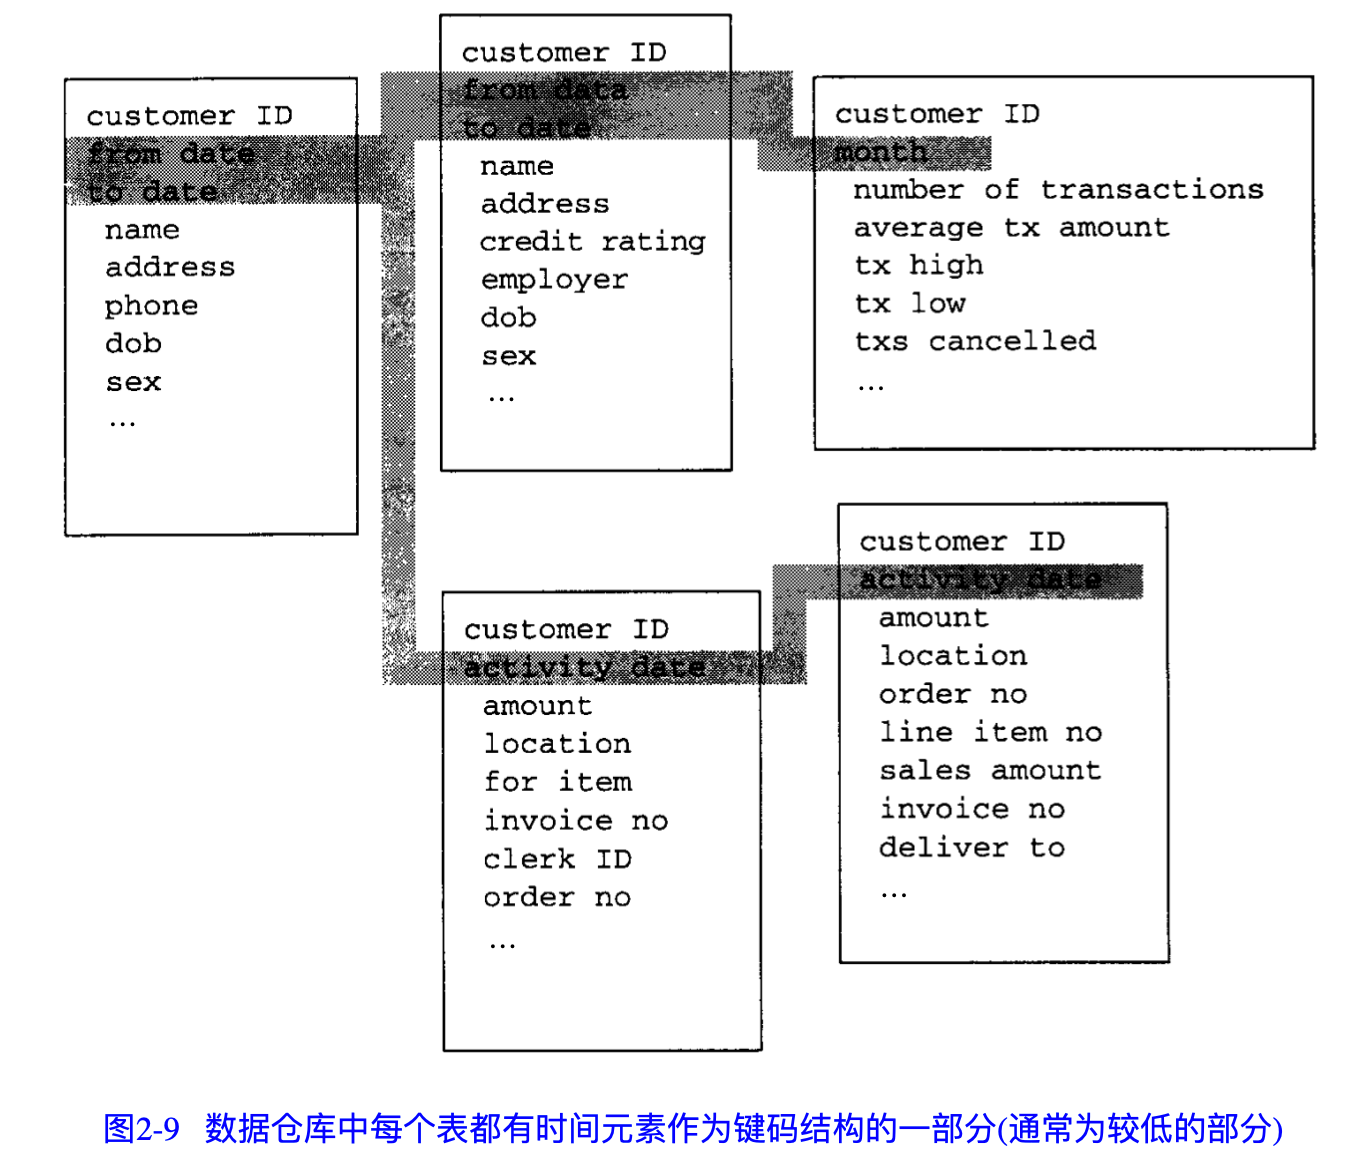 customer ID
from date
to date
name
address
phone
dob
sex
...
customer ID
from data
to date
name
address
credit rating
employer
dob
sex
...
customer ID
month
number of transactions
average tx amount
tx high
tx low
txs cancelled
...
customer ID
activity date
amount
location
for item
invoice no
clerk ID
order no
...
customer ID
activity date
amount
location
order no
line item no
sales amount
invoice no
deliver to
...
图2-9 数据仓库中每个表都有时间元素作为键码结构的一部分(通常为较低的部分)